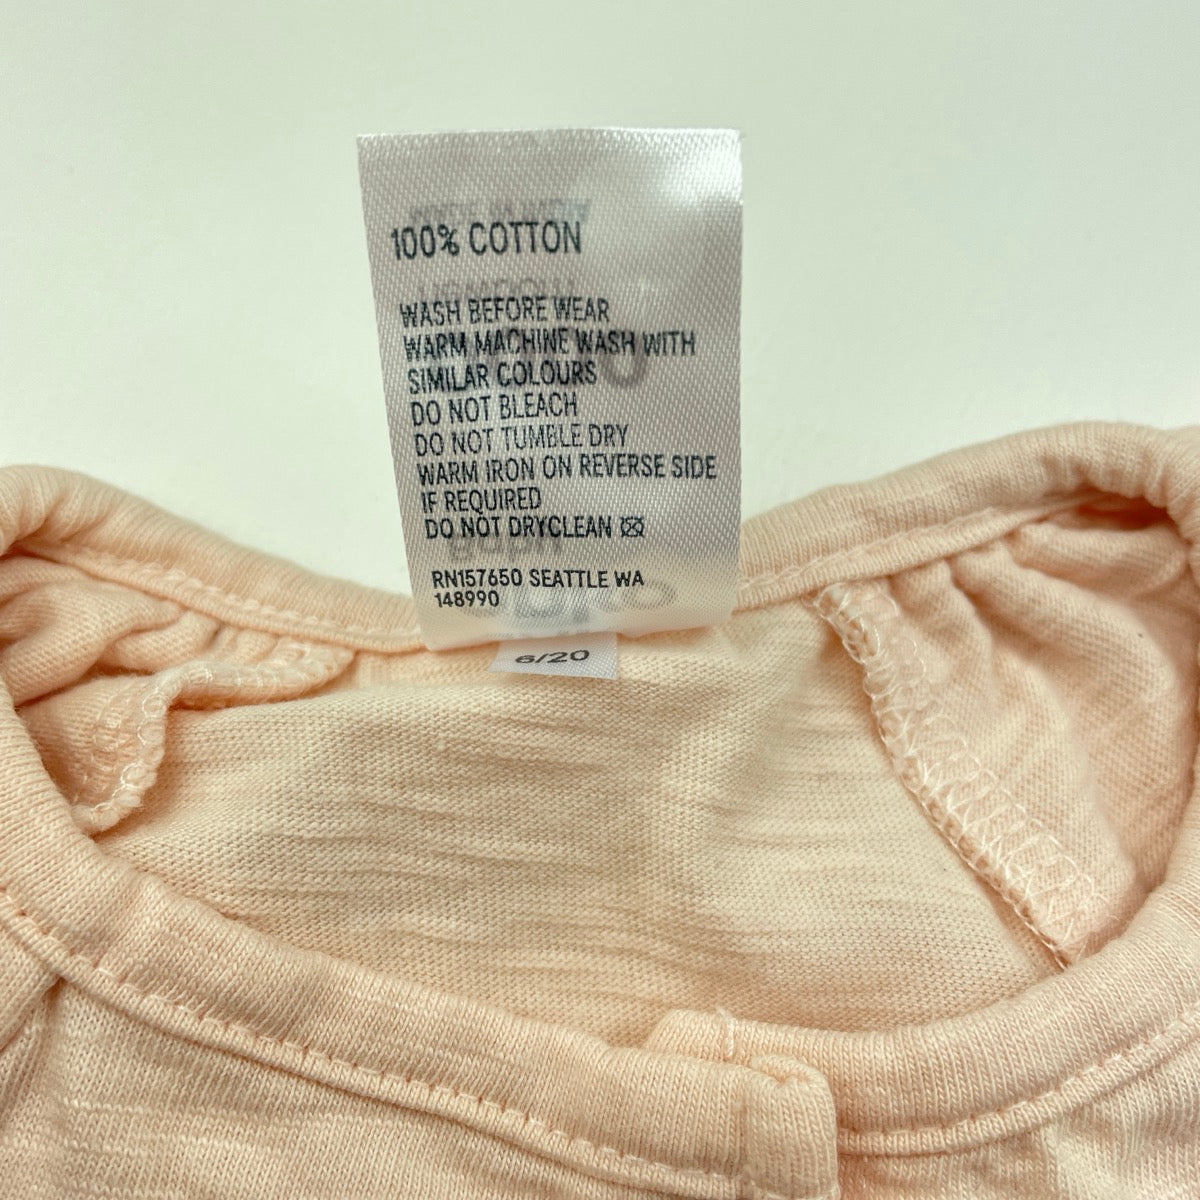 100% COTTON
WASH BEFORE WEAR
WARM MACHINE WASH WITH
SIMILAR COLOURS
DO NOT BLEACH
DO NOT TUMBLE DRY
WARM IRON ON REVERSE SIDE
IF REQUIRED
DO NOT DRYCLEAN
RN157650 SEATTLE WA
148990
6/20